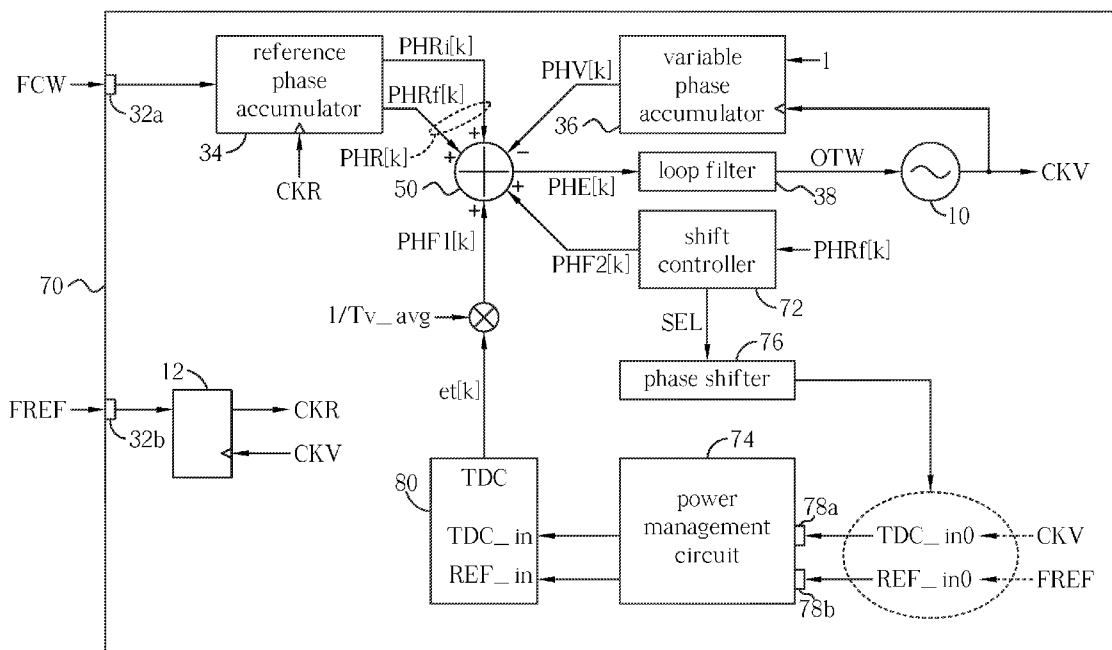 FCW
32a
reference
phase
accumulator
34
CKR
PHRi[k]
PHRf[k]
PHR[k]
50
PHV[k]
variable
phase
accumulator
36
1
+
+
−
+
+
PHE[k]
loop filter
38
OTW
10
CKV
PHF1[k]
PHF2[k]
shift
controller
72
PHRf[k]
SEL
70
1/Tv_avg
76
phase shifter
et[k]
12
FREF
32b
CKR
CKV
80
TDC
TDC_in
REF_in
74
power
management
circuit
78a
78b
TDC_in0
CKV
REF_in0
FREF